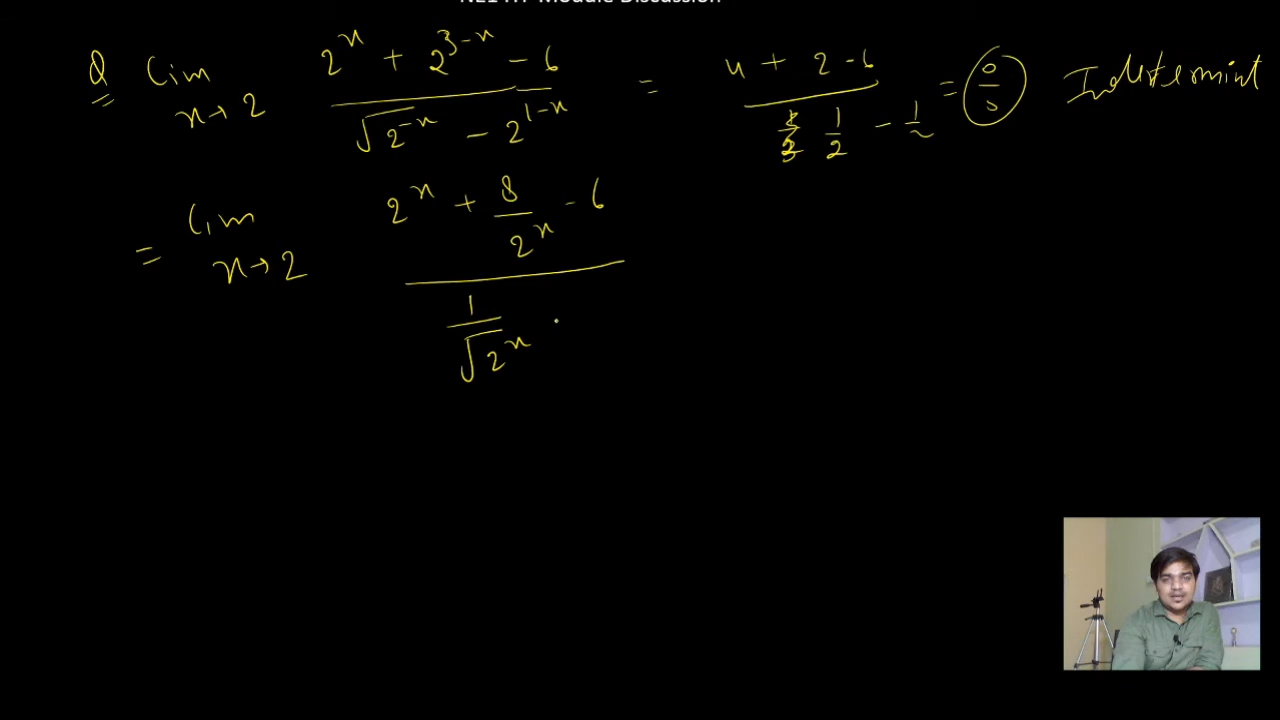 Q lim x→2 (2^x + 2^(3-x) - 6) / (√2^-x - 2^(1-x)) = (4 + 2 - 6) / (1/2 - 1/2) = 0/0
= lim x→2 (2^x + 8/2^x - 6) / (1/√2^x